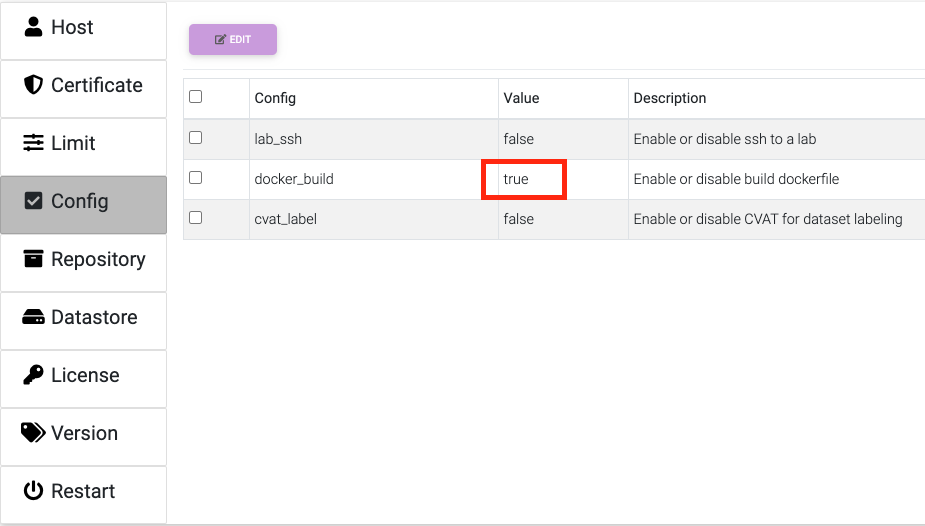 Host
Certificate
Limit
Config
Repository
Datastore
License
Version
Restart
EDIT
Config Value Description
lab_ssh false Enable or disable ssh to a lab
docker_build true Enable or disable build dockerfile
cvat_label false Enable or disable CVAT for dataset labeling